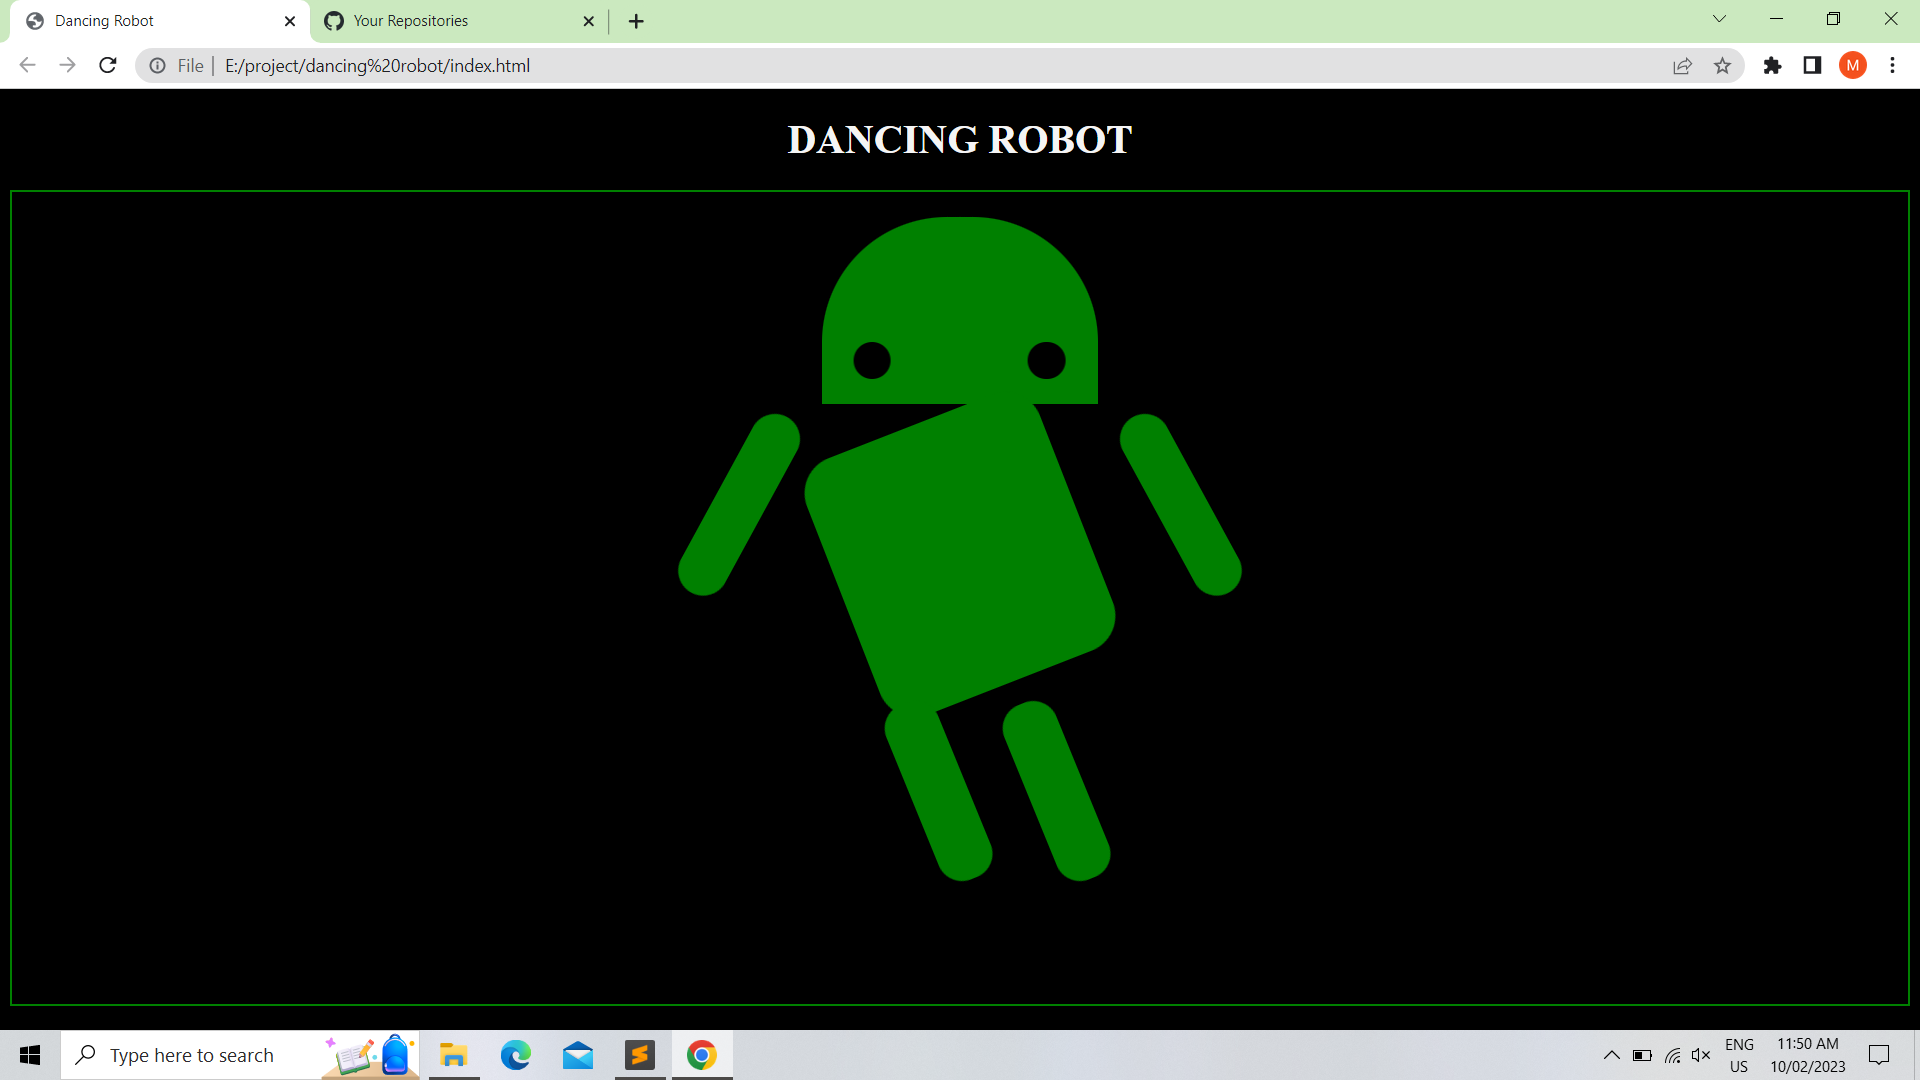 Dancing Robot
Your Repositories
File
E:/project/dancing%20robot/index.html
M
DANCING ROBOT
Type here to search
ENG
US
11:50 AM
10/02/2023